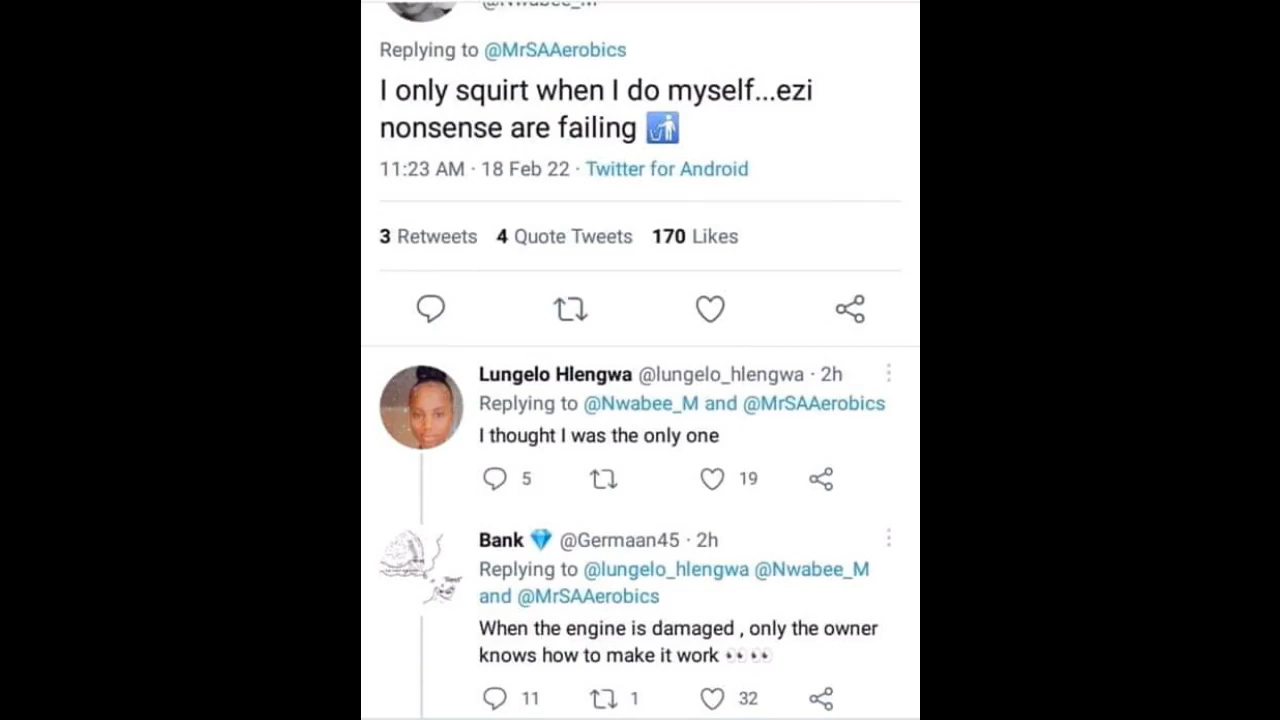 Replying to @MrSAAerobics
I only squirt when I do myself...ezi
nonsense are failing 🚮
11:23 AM · 18 Feb 22 · Twitter for Android
3 Retweets 4 Quote Tweets 170 Likes
Lungelo Hlengwa @lungelo_hlengwa · 2h
Replying to @Nwabee_M and @MrSAAerobics
I thought I was the only one
5 19
Bank 💎 @Germaan45 · 2h
Replying to @lungelo_hlengwa @Nwabee_M
and @MrSAAerobics
When the engine is damaged , only the owner
knows how to make it work 👀👀
11 1 32